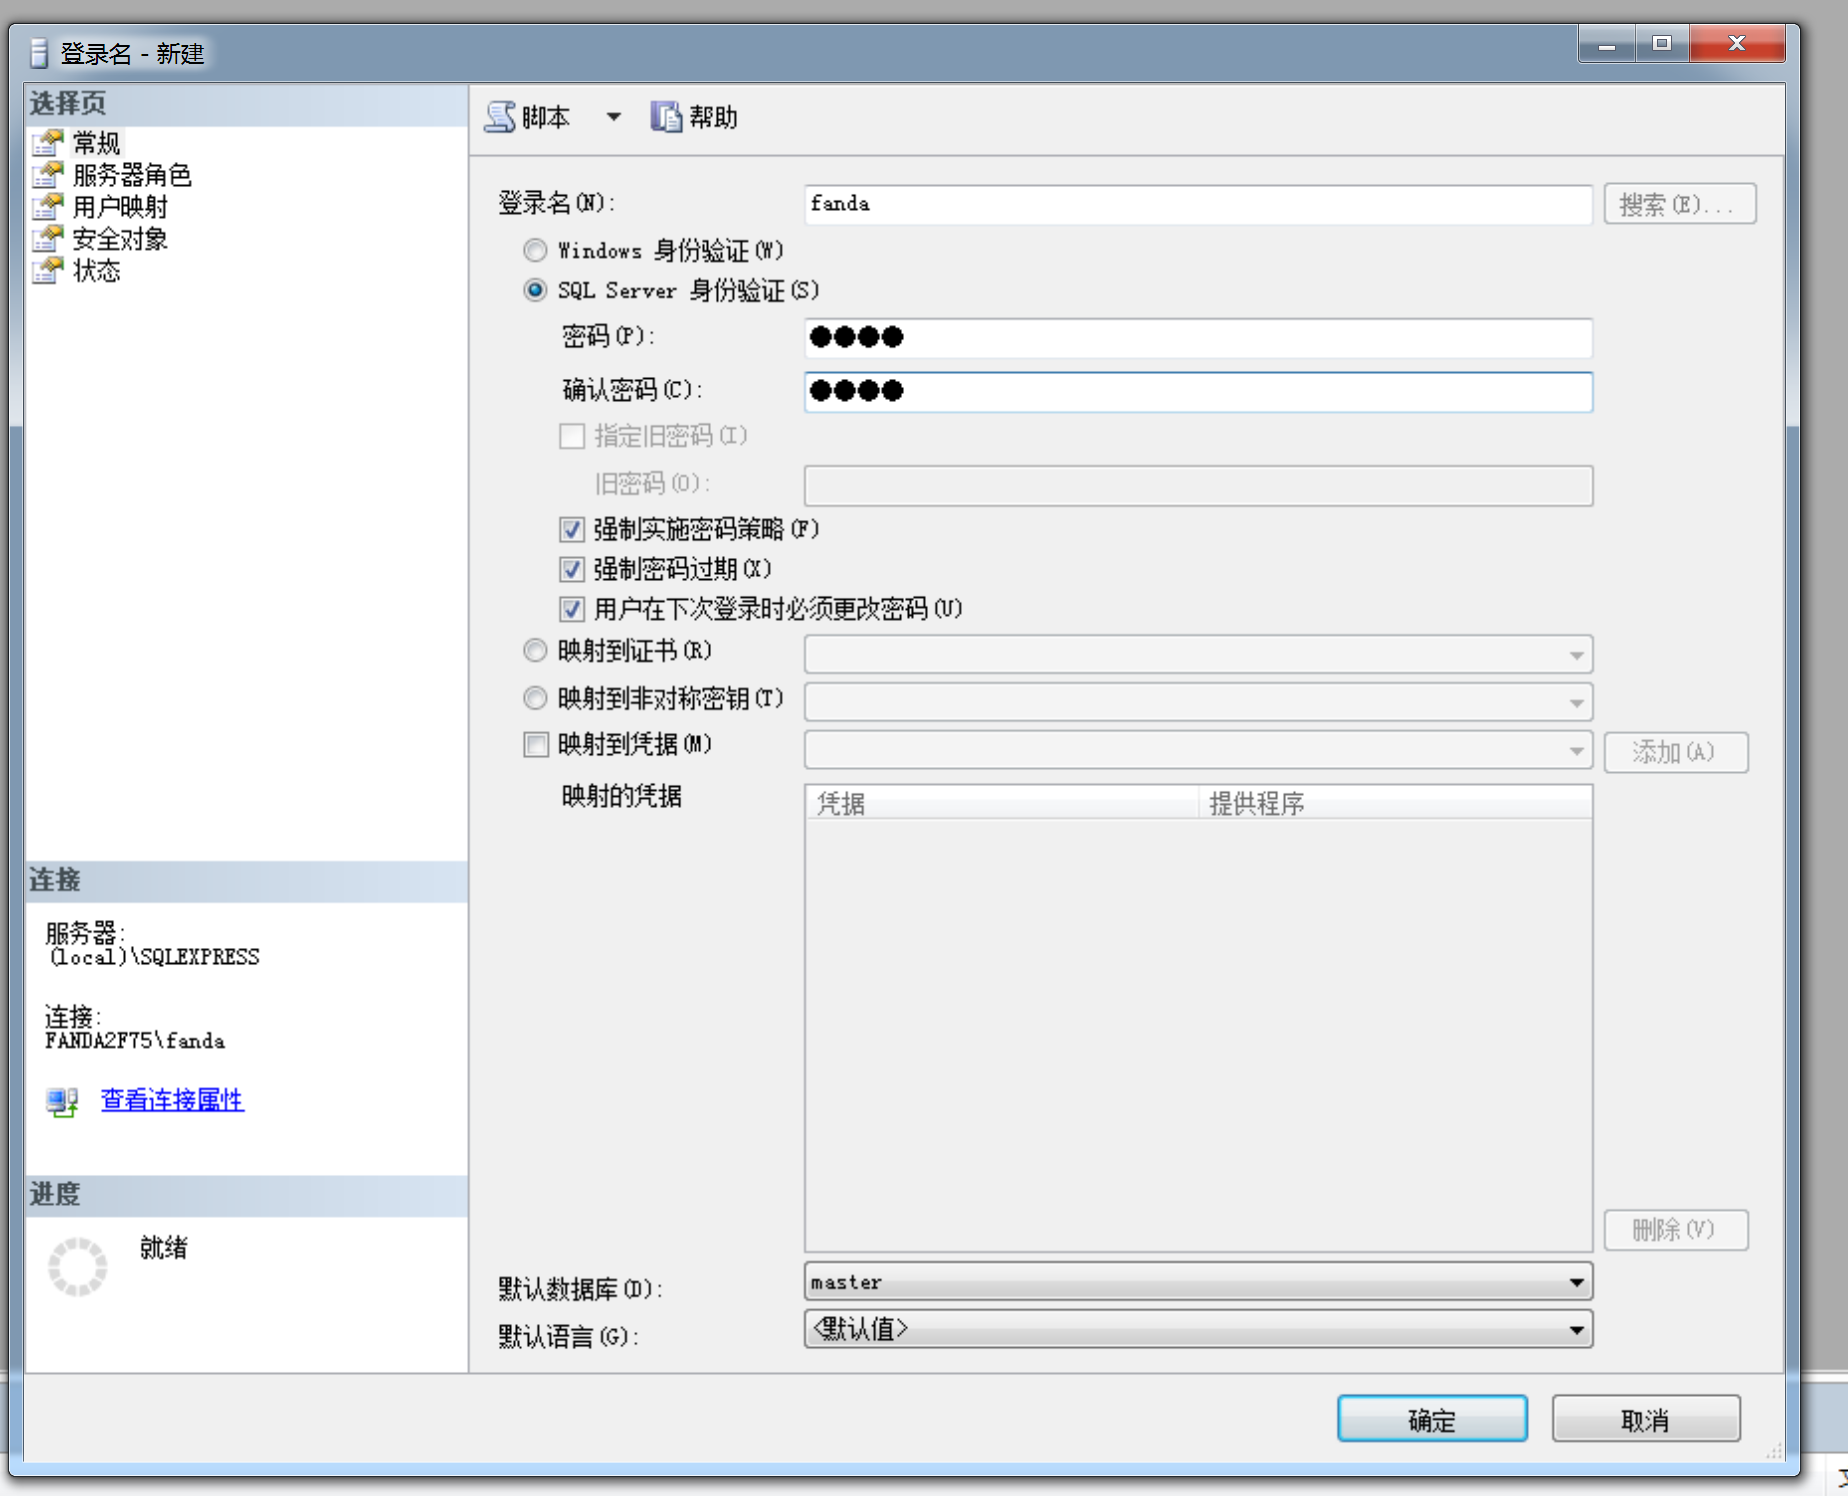 登录名 - 新建
选择页
常规
服务器角色
用户映射
安全对象
状态
脚本
帮助
登录名(N):
fanda
搜索(E)...
Windows 身份验证(W)
SQL Server 身份验证(S)
密码(P):
●●●●
确认密码(C):
●●●●
指定旧密码(I)
旧密码(O):
强制实施密码策略(F)
强制密码过期(X)
用户在下次登录时必须更改密码(U)
映射到证书(R)
映射到非对称密钥(T)
映射到凭据(M)
添加(A)
映射的凭据
凭据
提供程序
删除(V)
默认数据库(D):
master
默认语言(G):
<默认值>
连接
服务器:
(local)\SQLEXPRESS
连接:
FANDA2F75\fanda
查看连接属性
进度
就绪
确定
取消